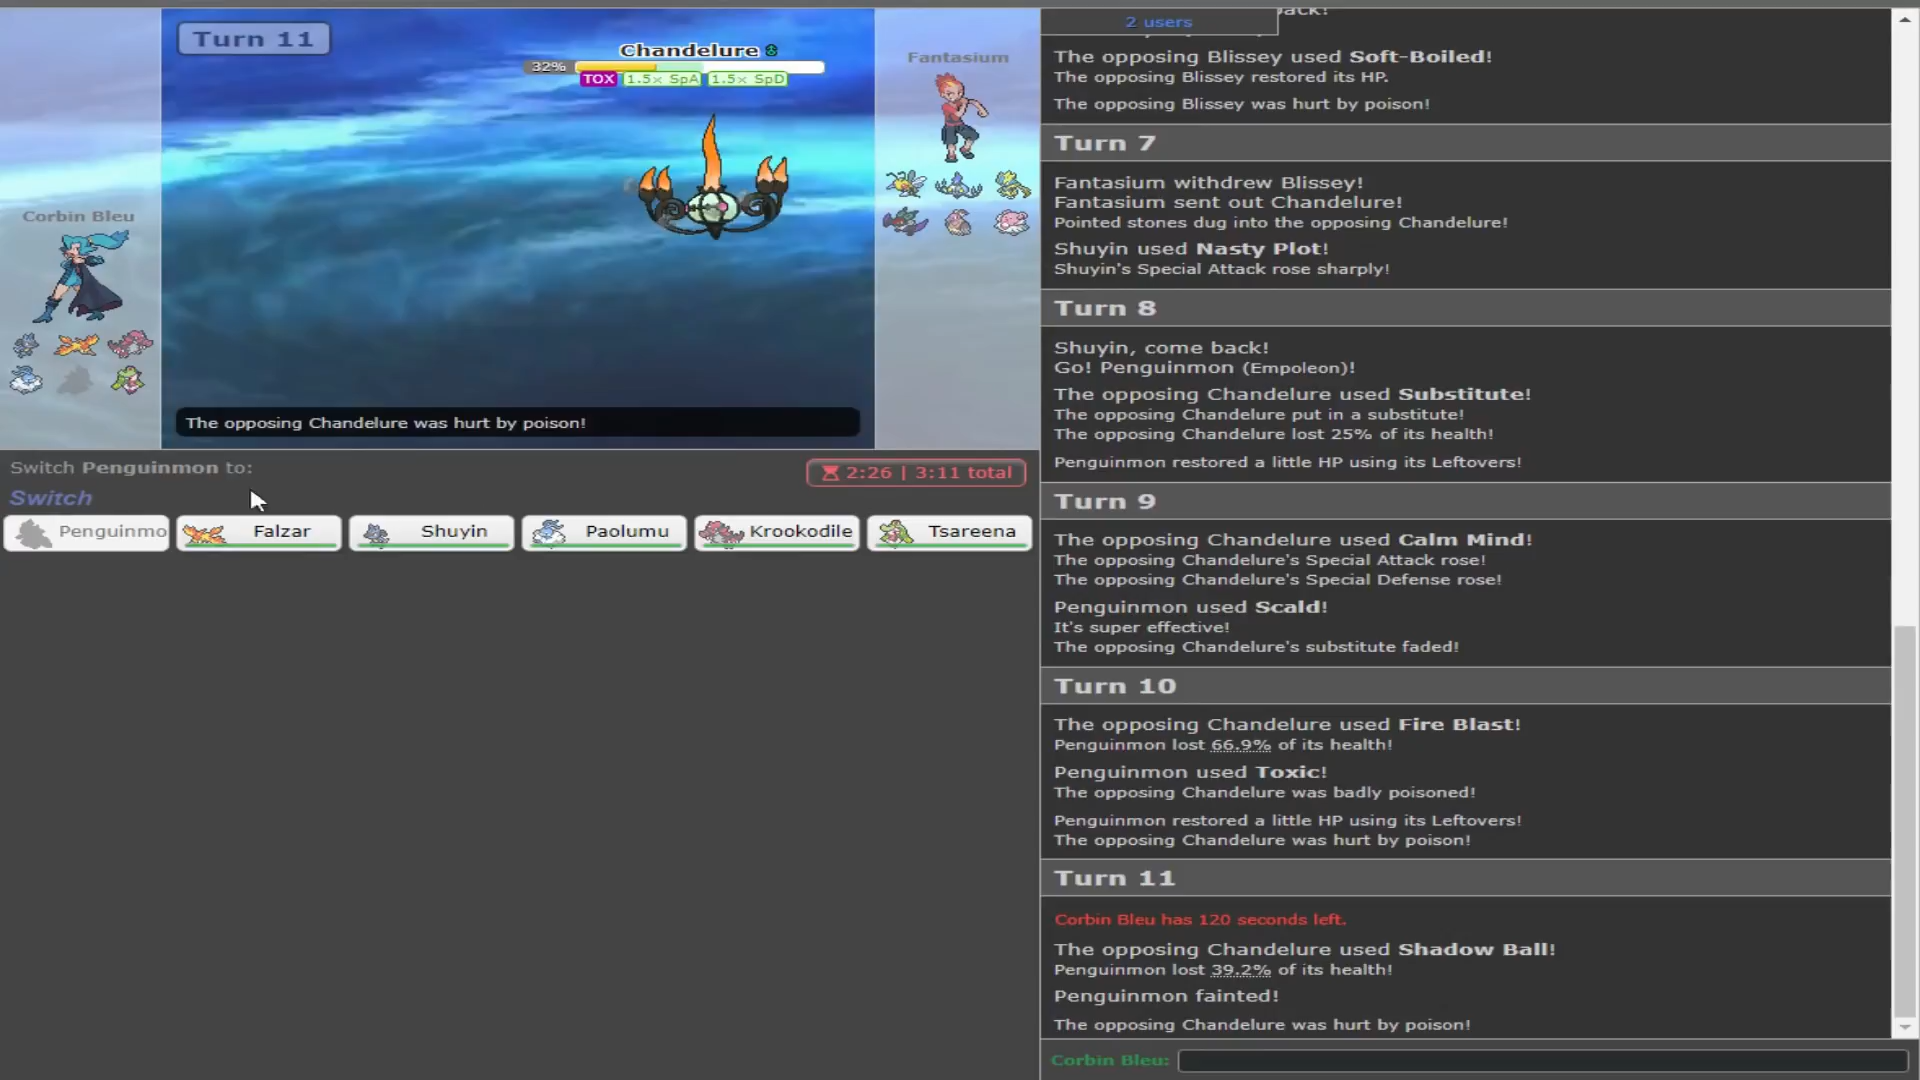 Turn 11
Chandelure
32%
TOX 1.5× SpA 1.5× SpD
Fantasium
Corbin Bleu
The opposing Chandelure was hurt by poison!
Switch Penguinmon to:
2:26 | 3:11 total
Switch
Penguinmo Falzar Shuyin Paolumu Krookodile Tsareena
2 users
The opposing Blissey used Soft-Boiled!
The opposing Blissey restored its HP.
The opposing Blissey was hurt by poison!
Turn 7
Fantasium withdrew Blissey!
Fantasium sent out Chandelure!
Pointed stones dug into the opposing Chandelure!
Shuyin used Nasty Plot!
Shuyin's Special Attack rose sharply!
Turn 8
Shuyin, come back!
Go! Penguinmon (Empoleon)!
The opposing Chandelure used Substitute!
The opposing Chandelure put in a substitute!
The opposing Chandelure lost 25% of its health!
Penguinmon restored a little HP using its Leftovers!
Turn 9
The opposing Chandelure used Calm Mind!
The opposing Chandelure's Special Attack rose!
The opposing Chandelure's Special Defense rose!
Penguinmon used Scald!
It's super effective!
The opposing Chandelure's substitute faded!
Turn 10
The opposing Chandelure used Fire Blast!
Penguinmon lost 66.9% of its health!
Penguinmon used Toxic!
The opposing Chandelure was badly poisoned!
Penguinmon restored a little HP using its Leftovers!
The opposing Chandelure was hurt by poison!
Turn 11
Corbin Bleu has 120 seconds left.
The opposing Chandelure used Shadow Ball!
Penguinmon lost 39.2% of its health!
Penguinmon fainted!
The opposing Chandelure was hurt by poison!
Corbin Bleu: